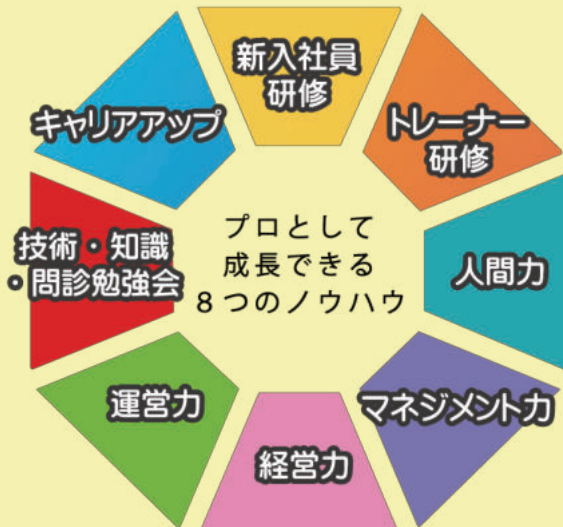 新入社員
研修
トレーナー
研修
人間力
マネジメント力
経営力
運営力
技術・知識
・問診勉強会
キャリアアップ
プロとして
成長できる
8つのノウハウ